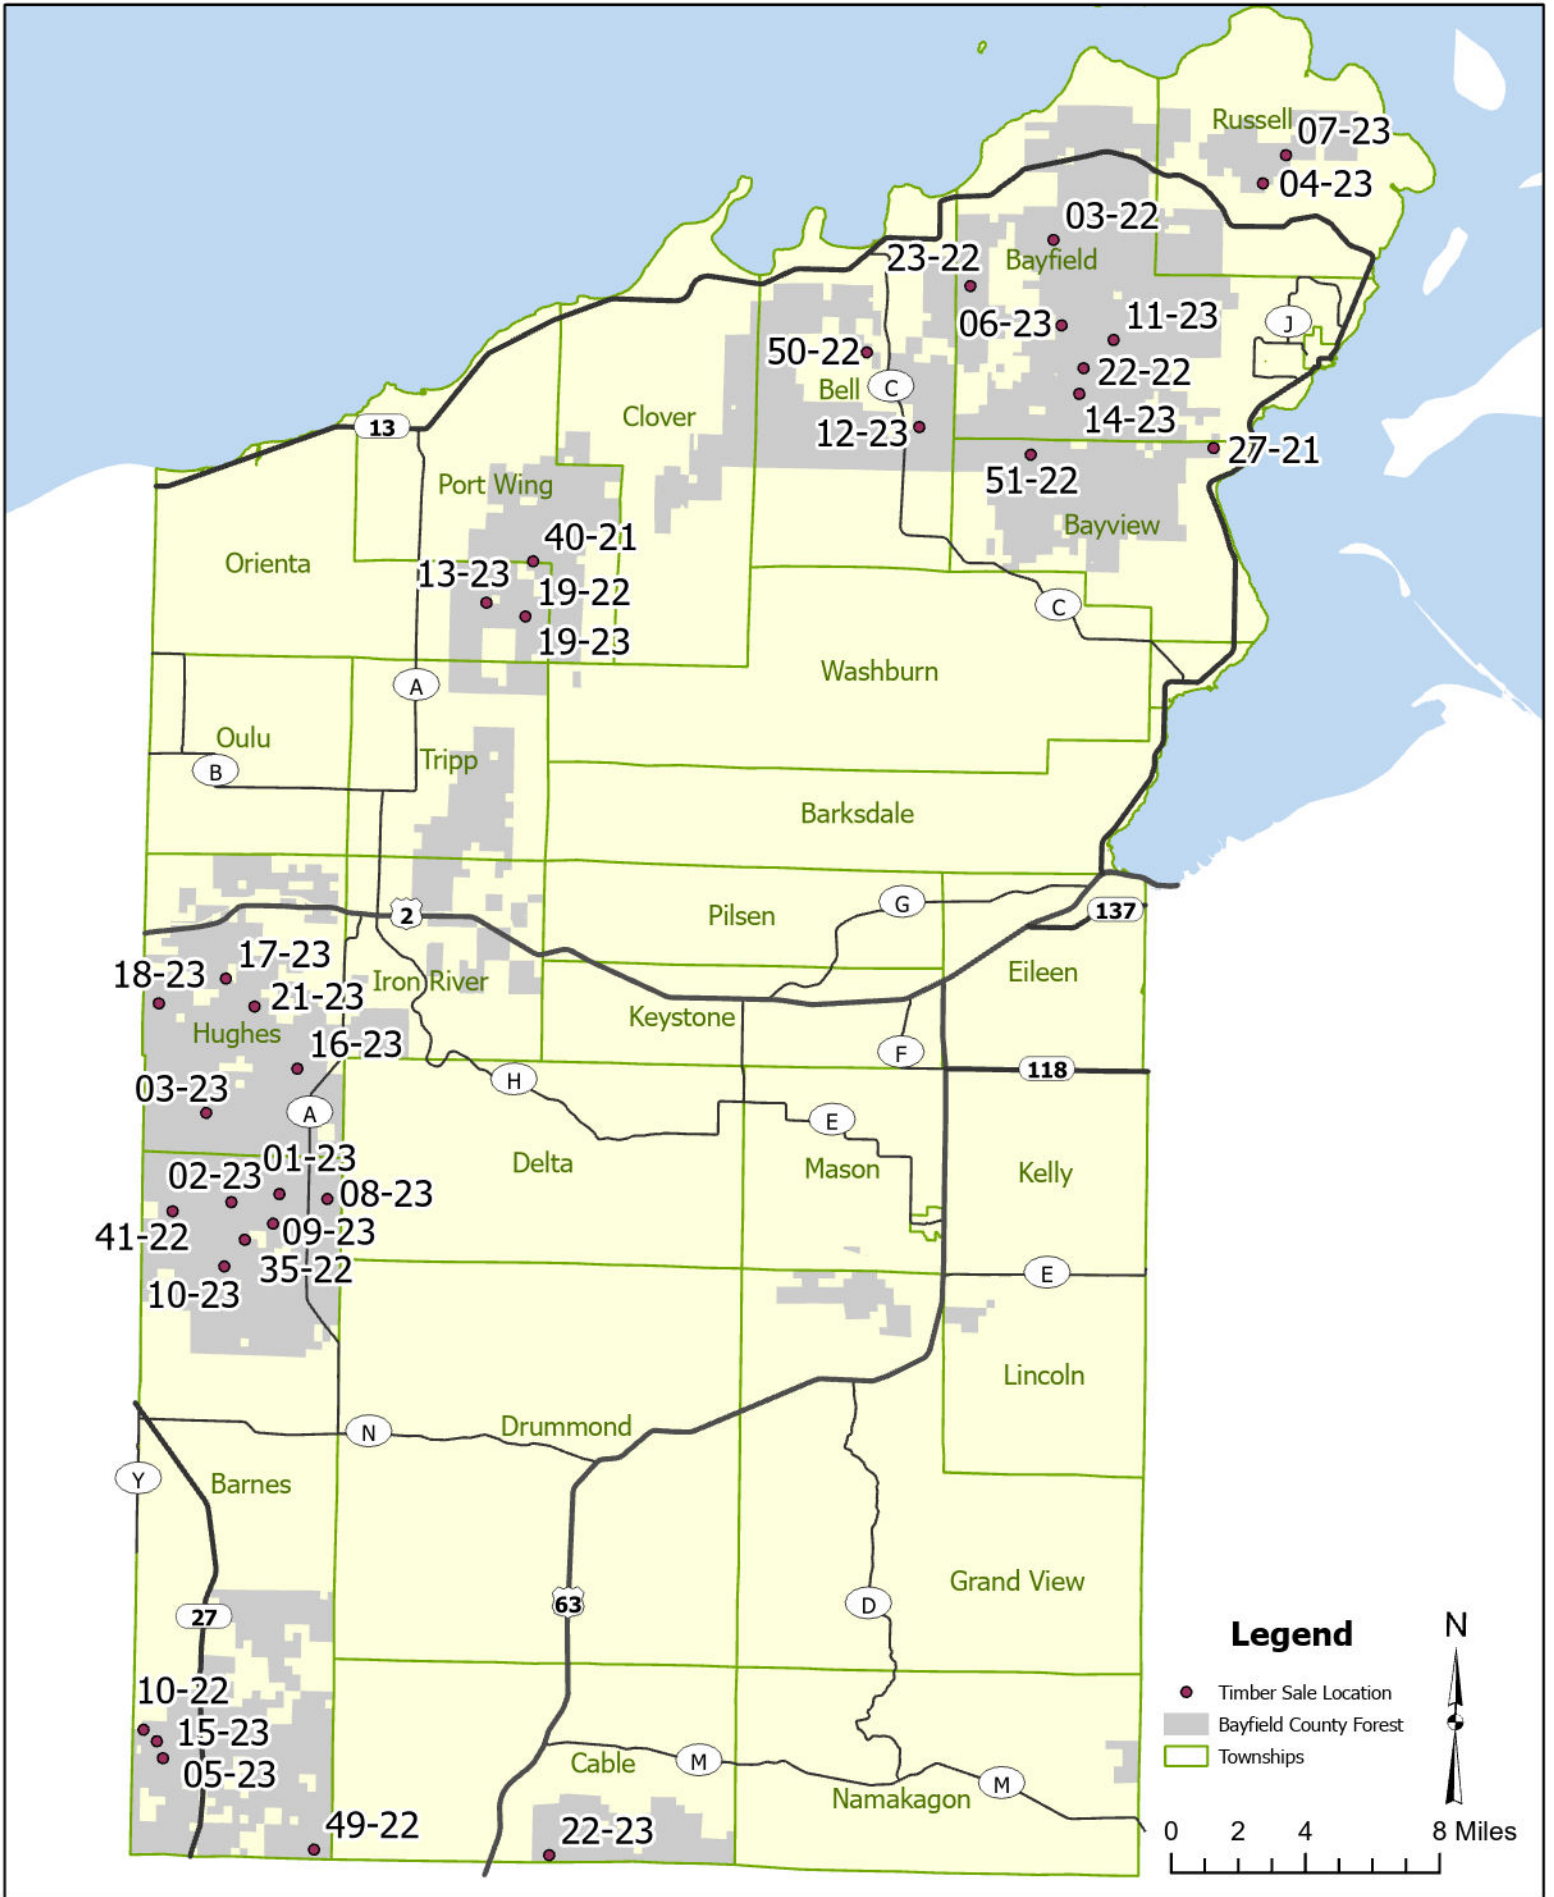 Russell
07-23
04-23
03-22
23-22
Bayfield
06-23
11-23
J
50-22
22-22
Bell
C
14-23
Clover
13
12-23
27-21
51-22
Port Wing
Bayview
40-21
Orienta
13-23
19-22
C
19-23
Washburn
A
Oulu
Tripp
B
Barksdale
G
137
2
Pilsen
17-23
18-23
Iron River
Eileen
21-23
Keystone
Hughes
16-23
F
118
H
03-23
A
E
01-23
Delta
Mason
Kelly
02-23
08-23
41-22
09-23
35-22
E
10-23
Lincoln
Drummond
N
Y
Barnes
Grand View
63
D
27
Legend
N
10-22
Timber Sale Location
15-23
Bayfield County Forest
Cable
M
Townships
05-23
M
Namakagon
49-22
22-23
0 2 4 8 Miles